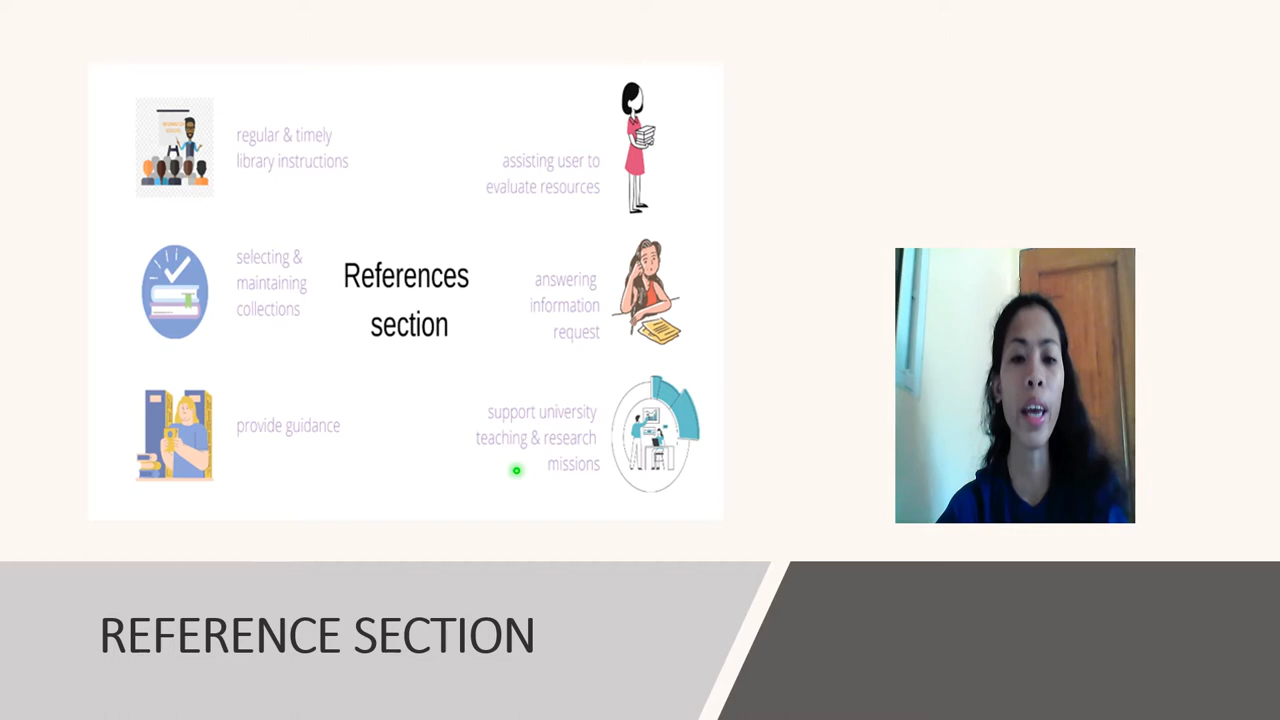 regular & timely
library instructions
assisting user to
evaluate resources
selecting &
maintaining
collections
References
section
answering
information
request
provide guidance
support university
teaching & research
missions
REFERENCE SECTION